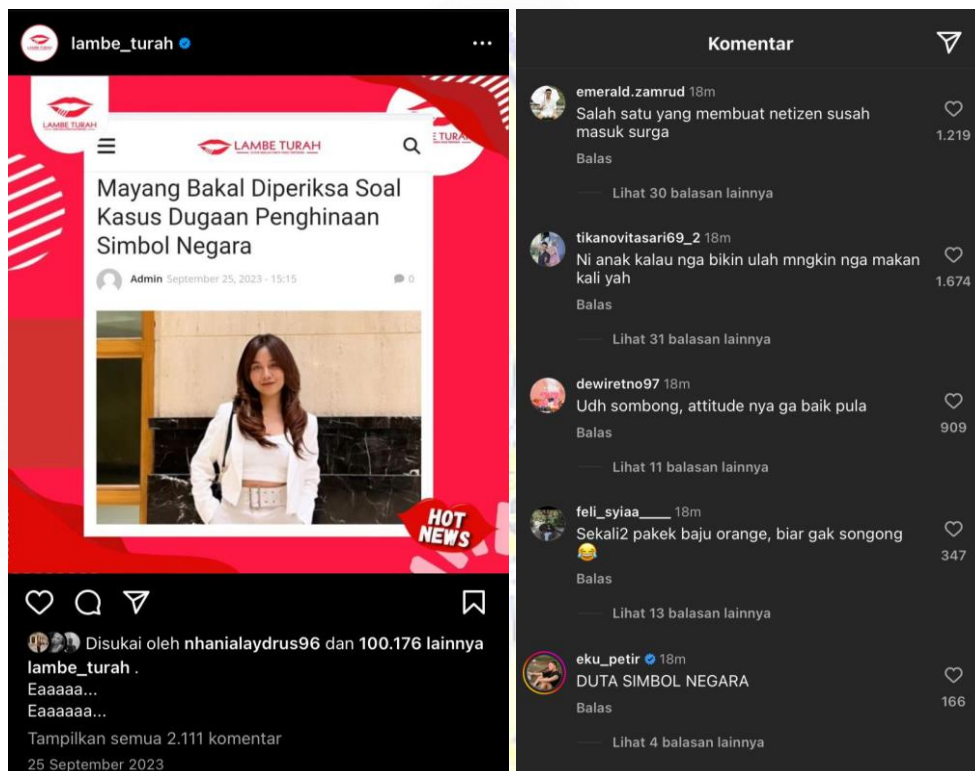 lambe_turah
LAMBE TURAH
E TURA
LAMBE TURAH
Mayang Bakal Diperiksa Soal
Kasus Dugaan Penghinaan
Simbol Negara
Admin September 25, 2023 - 15:15
0
HOT
NEWS
Disukai oleh nhanialaydrus96 dan 100.176 lainnya
lambe_turah .
Eaaaaa...
Eaaaaaa...
Tampilkan semua 2.111 komentar
25 September 2023
Komentar
emerald.zamrud 18m
Salah satu yang membuat netizen susah
masuk surga
1.219
Balas
Lihat 30 balasan lainnya
tikanovitasari69_2 18m
Ni anak kalau nga bikin ulah mngkin nga makan
kali yah
1.674
Balas
Lihat 31 balasan lainnya
dewiretno97 18m
Udh sombong, attitude nya ga baik pula
909
Balas
Lihat 11 balasan lainnya
feli_syiaa____ 18m
Sekali2 pakek baju orange, biar gak songong
😂
347
Balas
Lihat 13 balasan lainnya
eku_petir 18m
DUTA SIMBOL NEGARA
166
Balas
Lihat 4 balasan lainnya